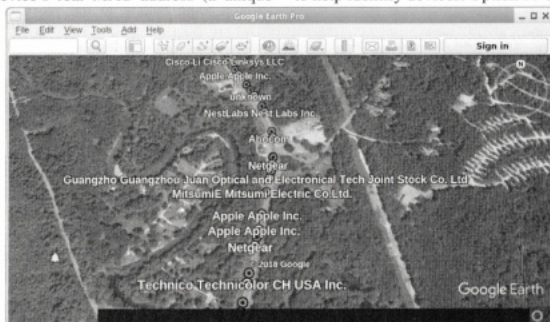 Google Earth Pro
File Edit View Tools Add Help
Sign in
Cisco-Li Cisco-Linksys LLC
Apple Apple Inc.
unknown
NestLabs Nest Labs Inc.
Abocom
Netgear
Guangzho Guangzhou Juan Optical and Electronical Tech Joint Stock Co. Ltd
MitsumiE Mitsumi Electric Co.Ltd.
Apple Apple Inc.
Apple Apple Inc.
Netgear
© 2018 Google
Technico Technicolor CH USA Inc.
Google Earth
N